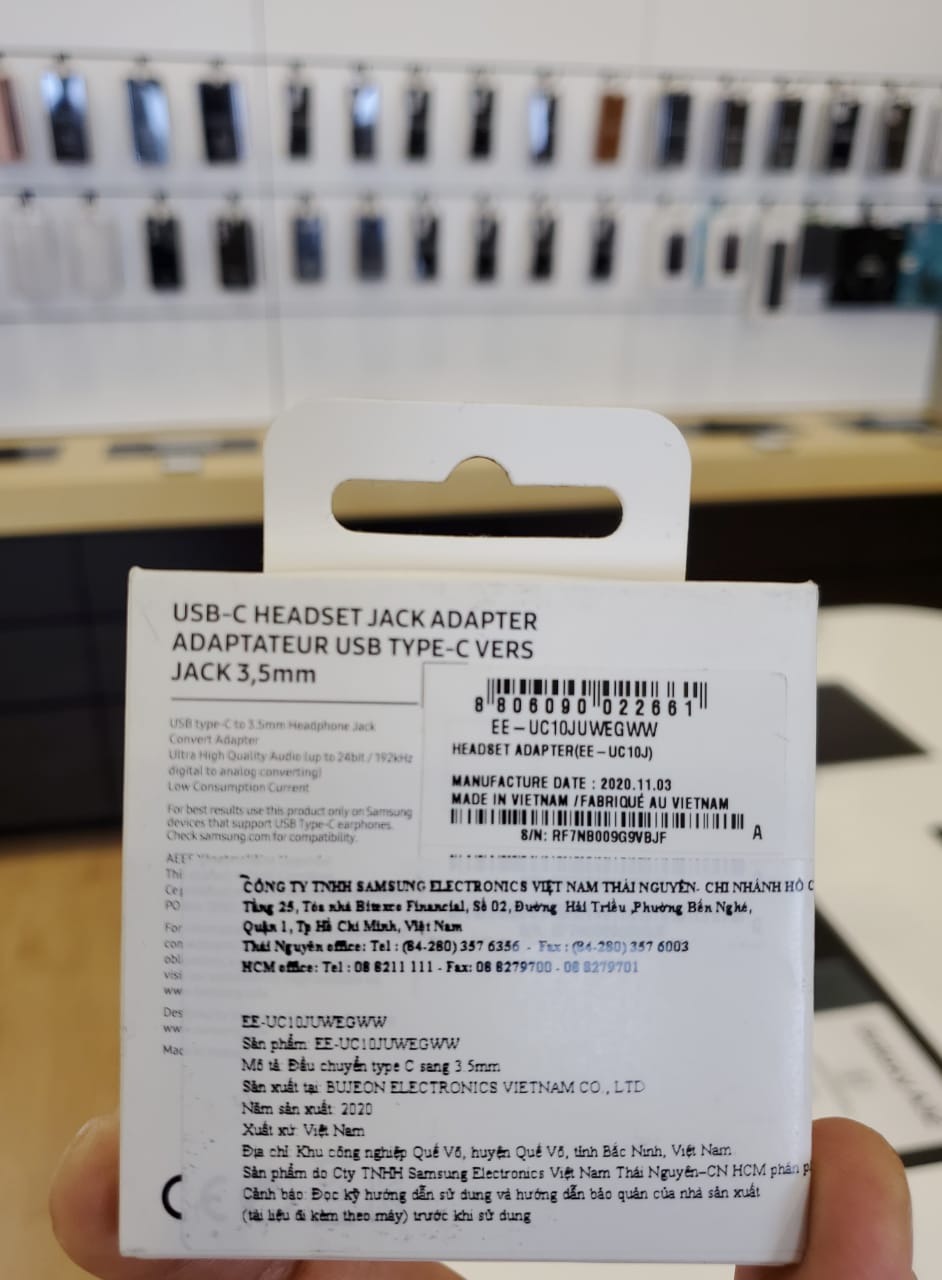 USB-C HEADSET JACK ADAPTER
ADAPTATEUR USB TYPE-C VERS
JACK 3,5mm
USB type-C to 3.5mm Headphone Jack
Convert Adapter
Ultra High Quality Audio (up to 24bit / 192kHz
digital to analog converting)
Low Consumption Current
For best results use this product only on Samsung
devices that support USB Type-C earphones.
Check samsung.com for compatibility.
8 806090 022661
EE-UC10JUWEGWW
HEADSET ADAPTER(EE-UC10J)
MANUFACTURE DATE : 2020.11.03
MADE IN VIETNAM /FABRIQUÉ AU VIETNAM
S/N: RF7NB009G9VBJF
A
CÔNG TY TNHH SAMSUNG ELECTRONICS VIỆT NAM THÁI NGUYÊN- CHI NHÁNH HỒ C
Tầng 25, Tòa nhà Bitexco Financial, Số 02, Đường Hải Triều ,Phường Bến Nghé,
Quận 1, Tp Hồ Chí Minh, Việt Nam
Thái Nguyên office: Tel : (84-280) 357 6356 - Fax : (84-280) 357 6003
HCM office: Tel : 08 8211 111 - Fax: 08 8279700 - 08 8279701
EE-UC10JUWEGWW
Sản phẩm: EE-UC10JUWEGWW
Mô tả: Đầu chuyển type C sang 3.5mm
Sản xuất tại: BUJEON ELECTRONICS VIETNAM CO., LTD
Năm sản xuất: 2020
Xuất xứ: Việt Nam
Địa chỉ: Khu công nghiệp Quế Võ, huyện Quế Võ, tỉnh Bắc Ninh, Việt Nam
Sản phẩm do Cty TNHH Samsung Electronics Việt Nam Thái Nguyên-CN HCM phân p
Cảnh báo: Đọc kỹ hướng dẫn sử dụng và hướng dẫn bảo quản của nhà sản xuất
(tài liệu đi kèm theo máy) trước khi sử dụng